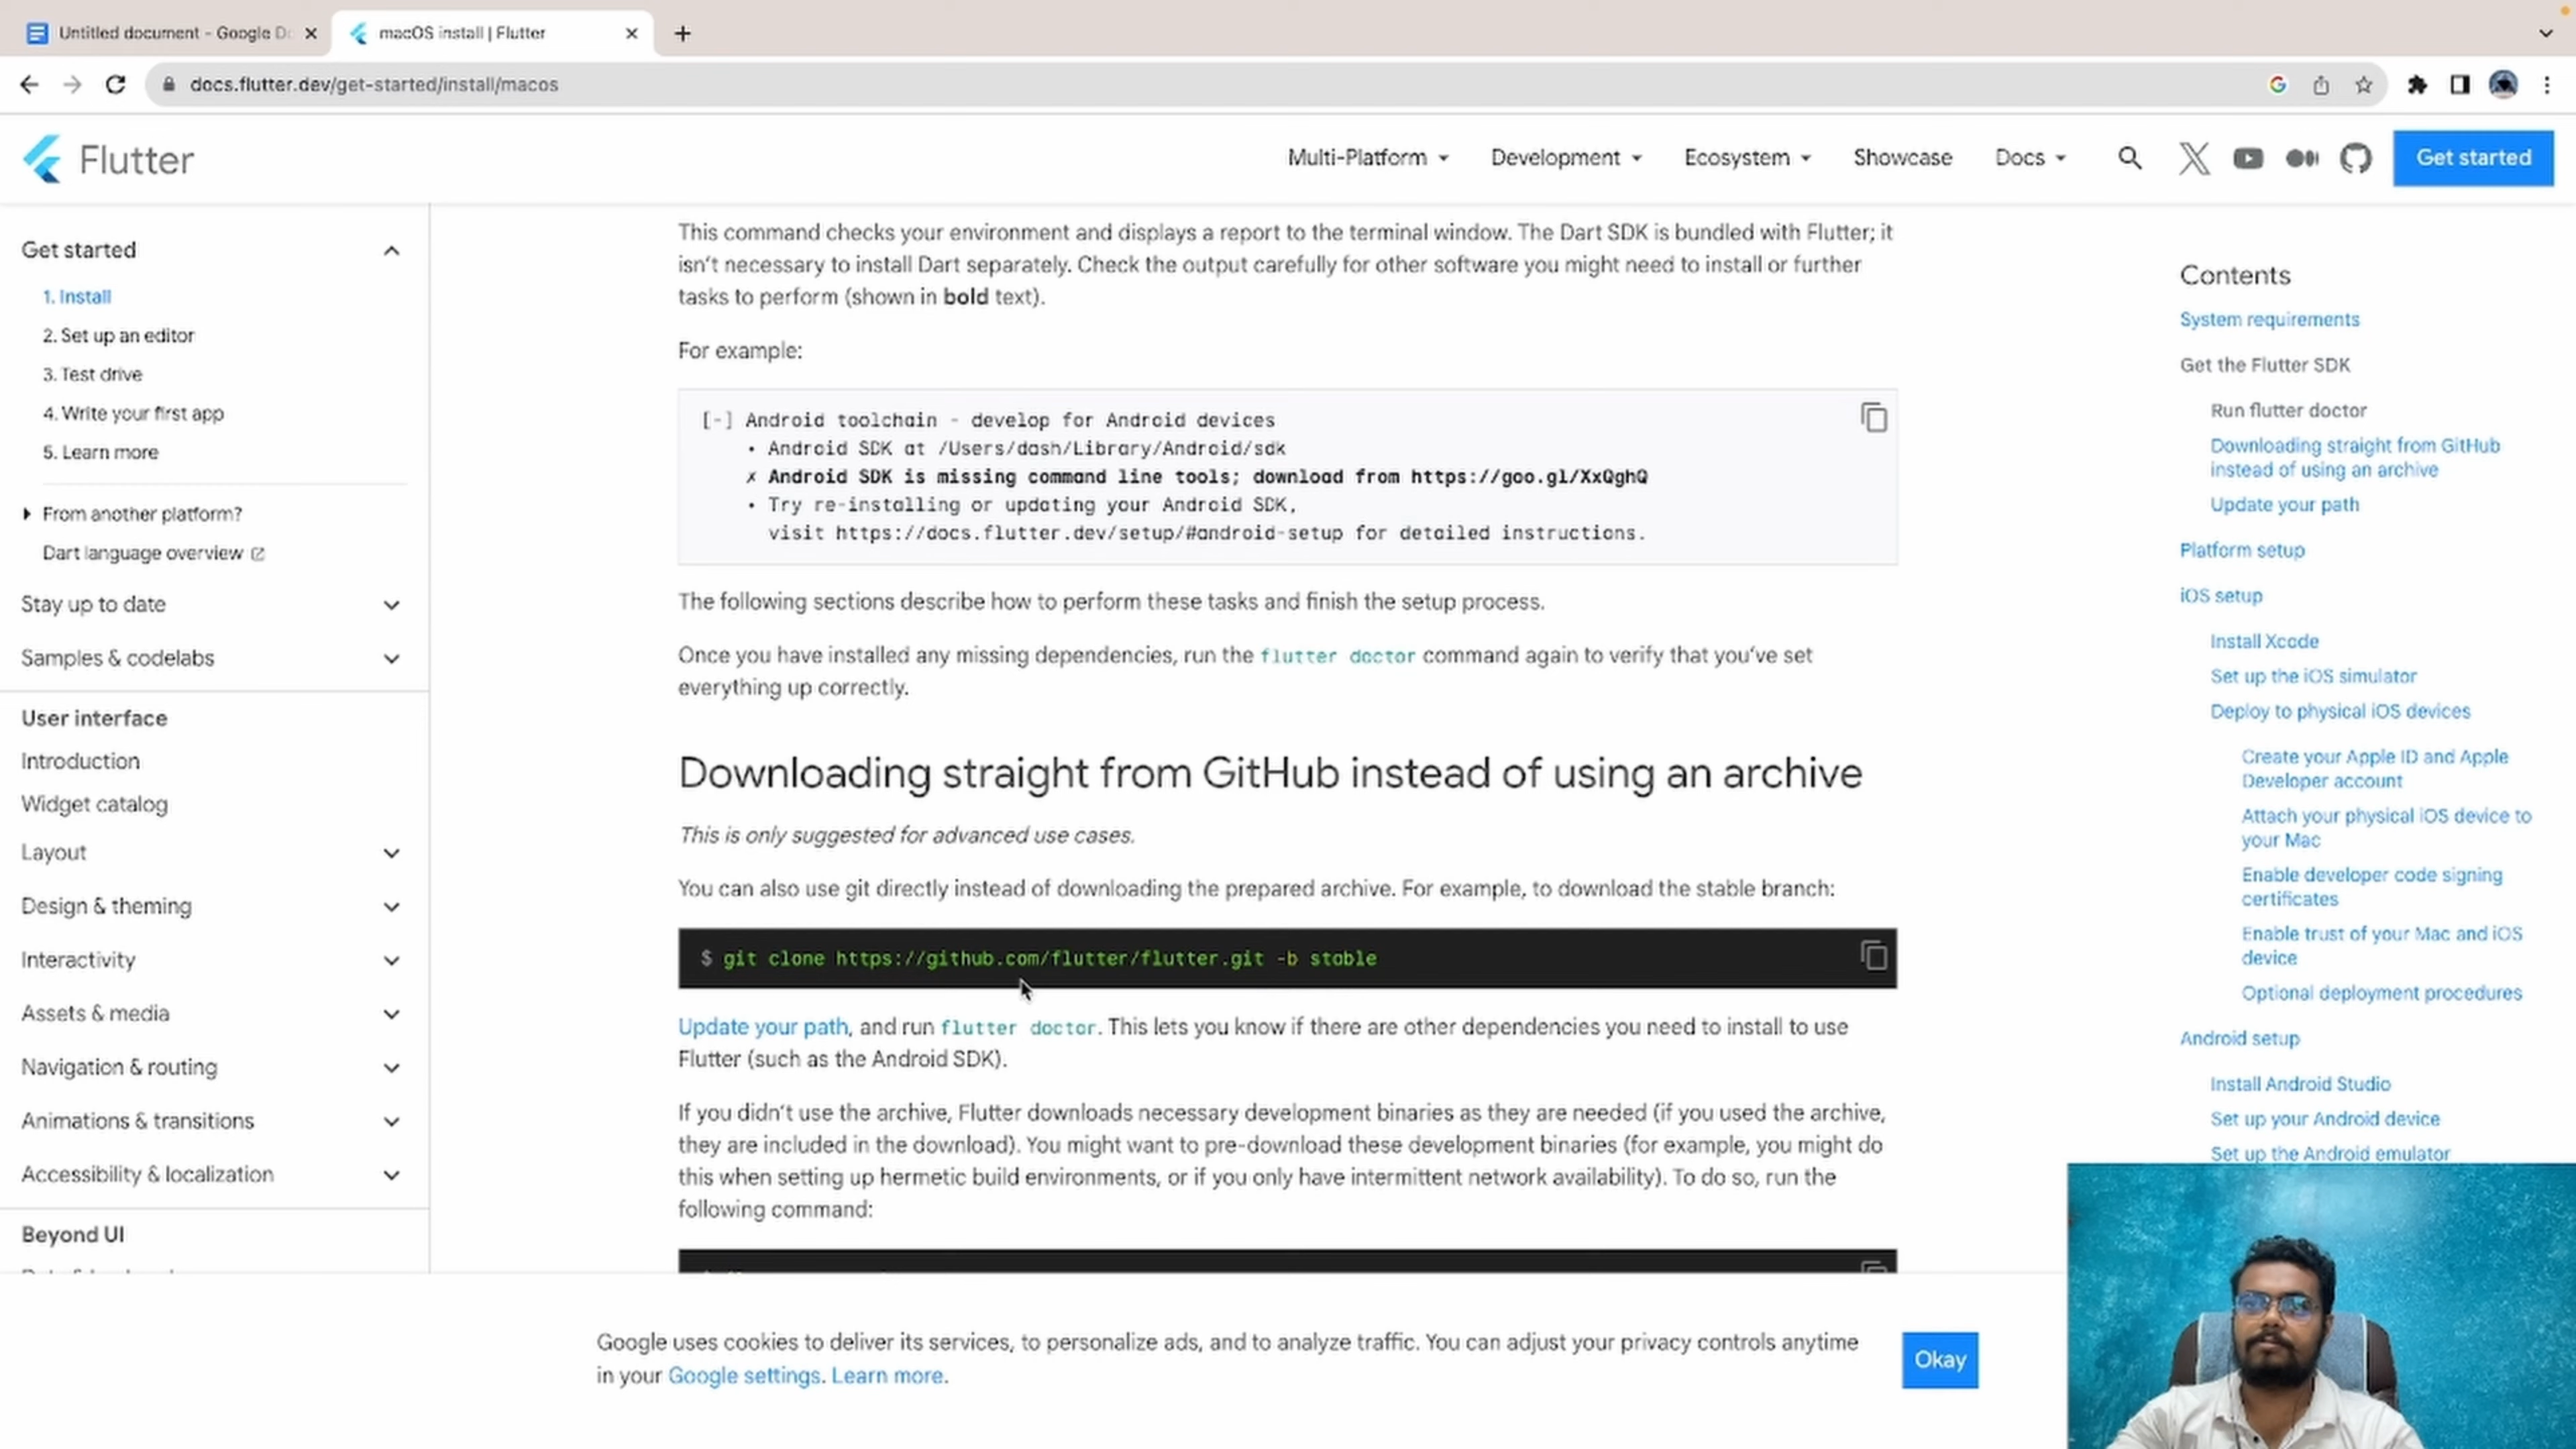 Untitled document - Google Do
macOS install | Flutter
docs.flutter.dev/get-started/install/macos
Flutter
Multi-Platform
Development
Ecosystem
Showcase
Docs
Get started
Get started
1. Install
2. Set up an editor
3. Test drive
4. Write your first app
5. Learn more
From another platform?
Dart language overview
Stay up to date
Samples & codelabs
User interface
Introduction
Widget catalog
Layout
Design & theming
Interactivity
Assets & media
Navigation & routing
Animations & transitions
Accessibility & localization
Beyond UI
This command checks your environment and displays a report to the terminal window. The Dart SDK is bundled with Flutter; it
isn't necessary to install Dart separately. Check the output carefully for other software you might need to install or further
tasks to perform (shown in bold text).
For example:
[-] Android toolchain - develop for Android devices
• Android SDK at /Users/dash/Library/Android/sdk
✗ Android SDK is missing command line tools; download from https://goo.gl/XxQghQ
• Try re-installing or updating your Android SDK,
visit https://docs.flutter.dev/setup/#android-setup for detailed instructions.
The following sections describe how to perform these tasks and finish the setup process.
Once you have installed any missing dependencies, run the flutter doctor command again to verify that you've set
everything up correctly.
Downloading straight from GitHub instead of using an archive
This is only suggested for advanced use cases.
You can also use git directly instead of downloading the prepared archive. For example, to download the stable branch:
$ git clone https://github.com/flutter/flutter.git -b stable
Update your path, and run flutter doctor. This lets you know if there are other dependencies you need to install to use
Flutter (such as the Android SDK).
If you didn't use the archive, Flutter downloads necessary development binaries as they are needed (if you used the archive,
they are included in the download). You might want to pre-download these development binaries (for example, you might do
this when setting up hermetic build environments, or if you only have intermittent network availability). To do so, run the
following command:
Contents
System requirements
Get the Flutter SDK
Run flutter doctor
Downloading straight from GitHub
instead of using an archive
Update your path
Platform setup
iOS setup
Install Xcode
Set up the iOS simulator
Deploy to physical iOS devices
Create your Apple ID and Apple
Developer account
Attach your physical iOS device to
your Mac
Enable developer code signing
certificates
Enable trust of your Mac and iOS
device
Optional deployment procedures
Android setup
Install Android Studio
Set up your Android device
Set up the Android emulator
Google uses cookies to deliver its services, to personalize ads, and to analyze traffic. You can adjust your privacy controls anytime
in your Google settings. Learn more.
Okay